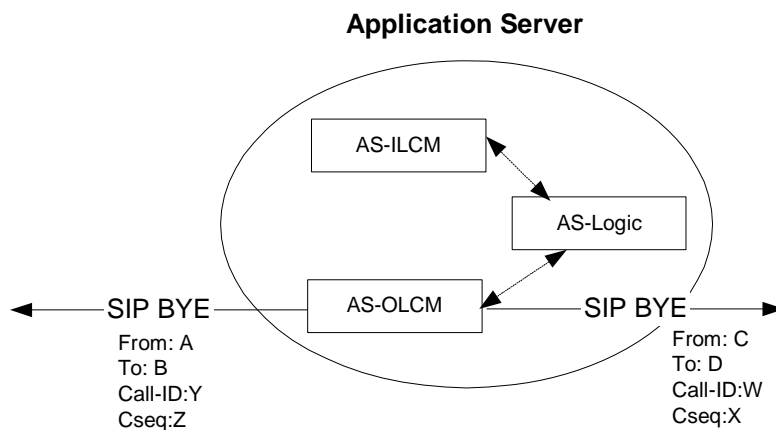 Application Server
AS-ILCM
AS-Logic
AS-OLCM
SIP BYE
From: A
To: B
Call-ID:Y
Cseq:Z
SIP BYE
From: C
To: D
Call-ID:W
Cseq:X